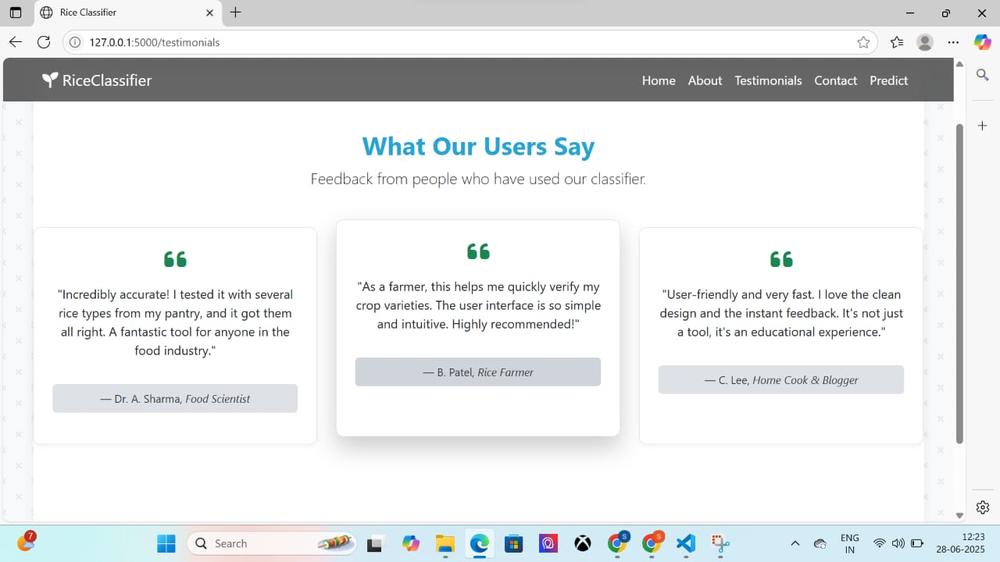 Rice Classifier
127.0.0.1:5000/testimonials
RiceClassifier
Home About Testimonials Contact Predict
What Our Users Say
Feedback from people who have used our classifier.
"Incredibly accurate! I tested it with several
rice types from my pantry, and it got them
all right. A fantastic tool for anyone in the
food industry."
— Dr. A. Sharma, Food Scientist
"As a farmer, this helps me quickly verify my
crop varieties. The user interface is so simple
and intuitive. Highly recommended!"
— B. Patel, Rice Farmer
"User-friendly and very fast. I love the clean
design and the instant feedback. It's not just
a tool, it's an educational experience."
— C. Lee, Home Cook & Blogger
7
Search
S
S
ENG
IN
12:23
28-06-2025